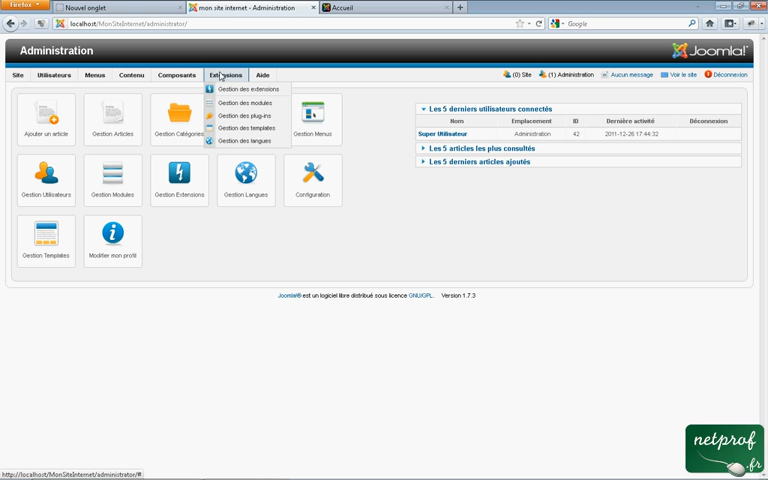 Firefox
Nouvel onglet
mon site internet - Administration
Accueil
localhost/MonSiteInternet/administrator/
Google
Administration
Joomla!
Site
Utilisateurs
Menus
Contenu
Composants
Extensions
Aide
(0) Site
(1) Administration
Aucun message
Voir le site
Déconnexion
Gestion des extensions
Gestion des modules
Gestion des plug-ins
Gestion des templates
Gestion des langues
Ajouter un article
Gestion Articles
Gestion Catégories
Gestion Menus
Gestion Utilisateurs
Gestion Modules
Gestion Extensions
Gestion Langues
Configuration
Gestion Templates
Modifier mon profil
Les 5 derniers utilisateurs connectés
Nom Emplacement ID Dernière activité Déconnexion
Super Utilisateur Administration 42 2011-12-26 17:44:32
Les 5 articles les plus consultés
Les 5 derniers articles ajoutés
Joomla!® est un logiciel libre distribué sous licence GNU/GPL. Version 1.7.3
http://localhost/MonSiteInternet/administrator/#
netprof
.fr